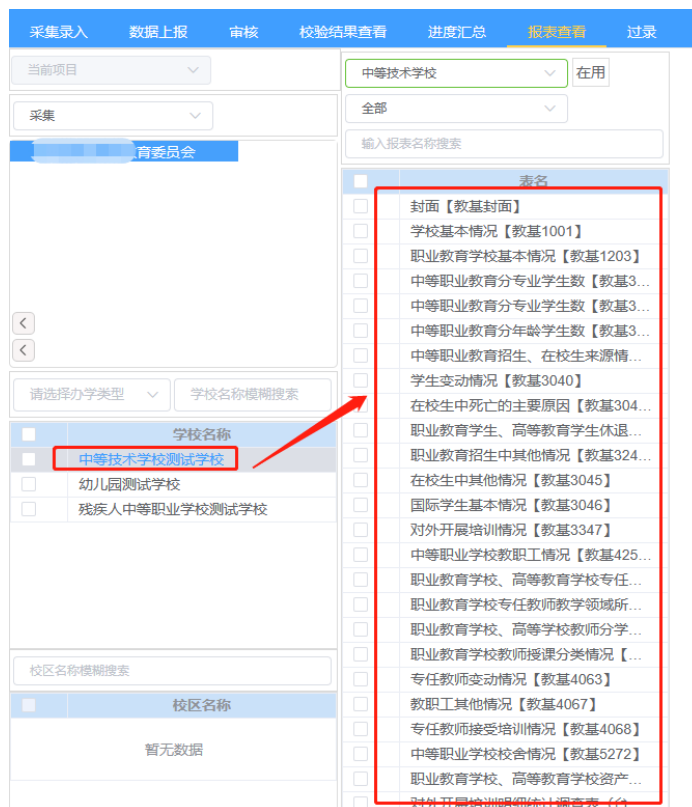 采集录入 数据上报 审核 校验结果查看 进度汇总 报表查看 过录
当前项目
采集
育委员会
请选择办学类型 学校名称模糊搜索
学校名称
中等技术学校测试学校
幼儿园测试学校
残疾人中等职业学校测试学校
校区名称模糊搜索
校区名称
暂无数据
中等技术学校 在用
全部
输入报表名称搜索
表名
封面【教基封面】
学校基本情况【教基1001】
职业教育学校基本情况【教基1203】
中等职业教育分专业学生数【教基3...
中等职业教育分专业学生数【教基3...
中等职业教育分年龄学生数【教基3...
中等职业教育招生、在校生来源情...
学生变动情况【教基3040】
在校生中死亡的主要原因【教基304...
职业教育学生、高等教育学生休退...
职业教育招生中其他情况【教基324...
在校生中其他情况【教基3045】
国际学生基本情况【教基3046】
对外开展培训情况【教基3347】
中等职业学校教职工情况【教基425...
职业教育学校、高等教育学校专任...
职业教育学校专任教师教学领域所...
职业教育学校、高等学校教师分学...
职业教育学校教师授课分类情况【...
专任教师变动情况【教基4063】
教职工其他情况【教基4067】
专任教师接受培训情况【教基4068】
中等职业学校校舍情况【教基5272】
职业教育学校、高等教育学校资产...
对外开展培训明细统计调查表（台